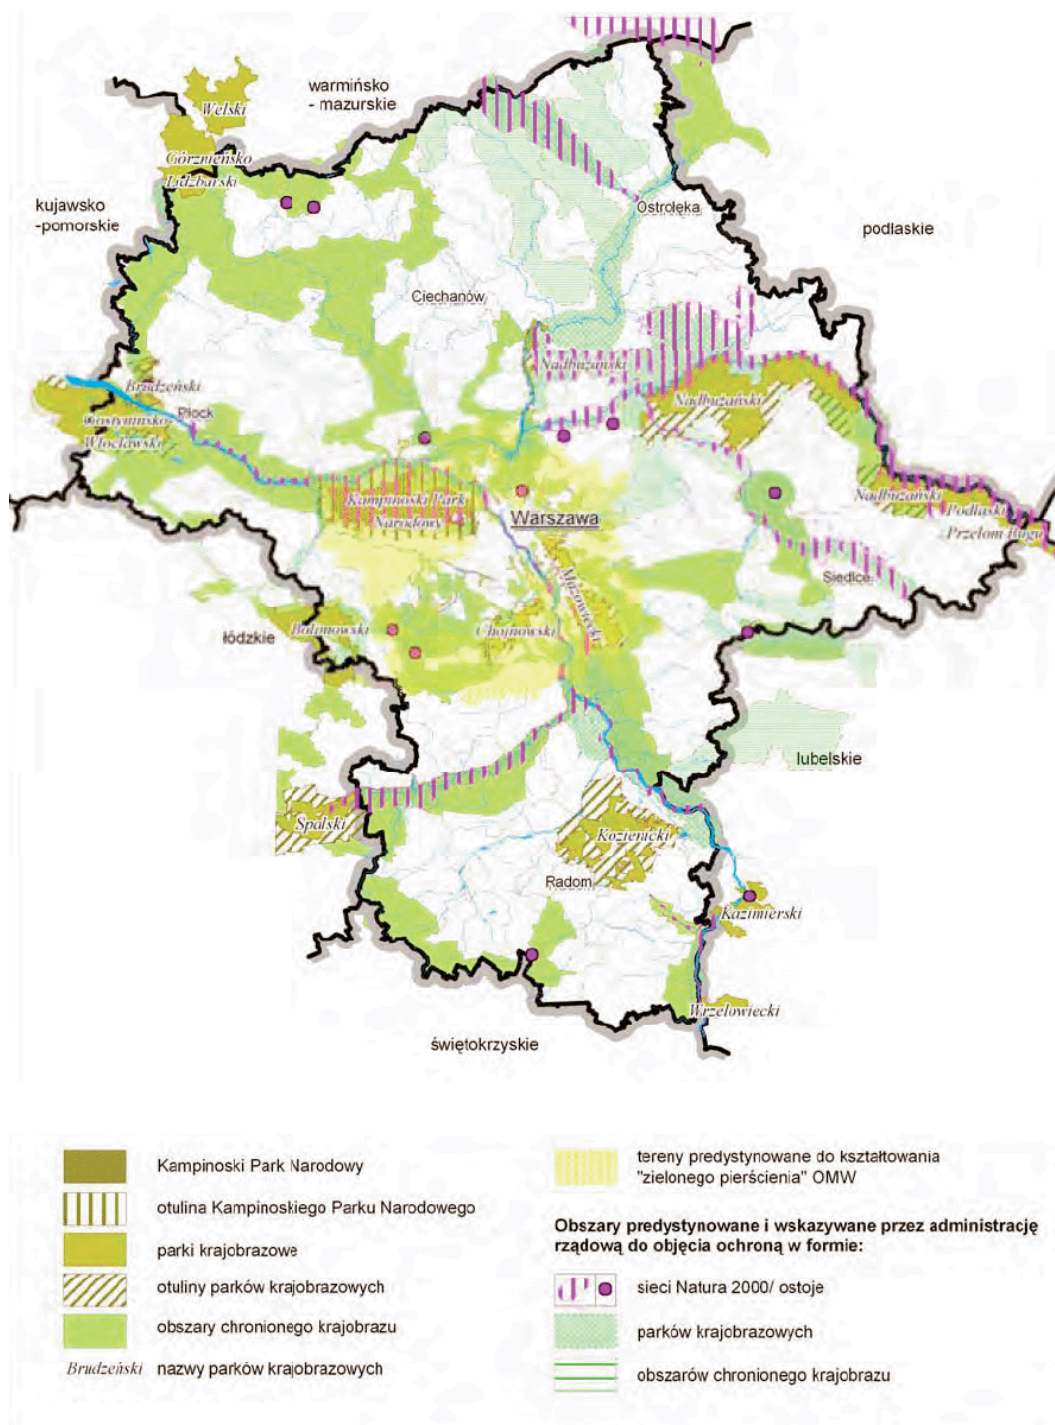 warmińsko
- mazurskie
Welski
Górznieńsko
Lidzbarski
kujawsko
-pomorskie
Ostrołęka
podlaskie
Ciechanów
Nadbużański
Brudzeński
Płock
Nadbużański
Gostynińsko
Włocławski
Kampinoski Park
Narodowy
Warszawa
Nadbużański
Podlaski
Przełom Bugu
Siedlce
Mazowiecki
łódzkie
Bolimowski
Chojnowski
lubelskie
Spalski
Kozienicki
Radom
Kazimierski
Wrzelowiecki
świętokrzyskie
Kampinoski Park Narodowy
otulina Kampinoskiego Parku Narodowego
parki krajobrazowe
otuliny parków krajobrazowych
obszary chronionego krajobrazu
Brudzeński nazwy parków krajobrazowych
tereny predystynowane do kształtowania
"zielonego pierścienia" OMW
Obszary predystynowane i wskazywane przez administrację
rządową do objęcia ochroną w formie:
sieci Natura 2000/ ostoje
parków krajobrazowych
obszarów chronionego krajobrazu